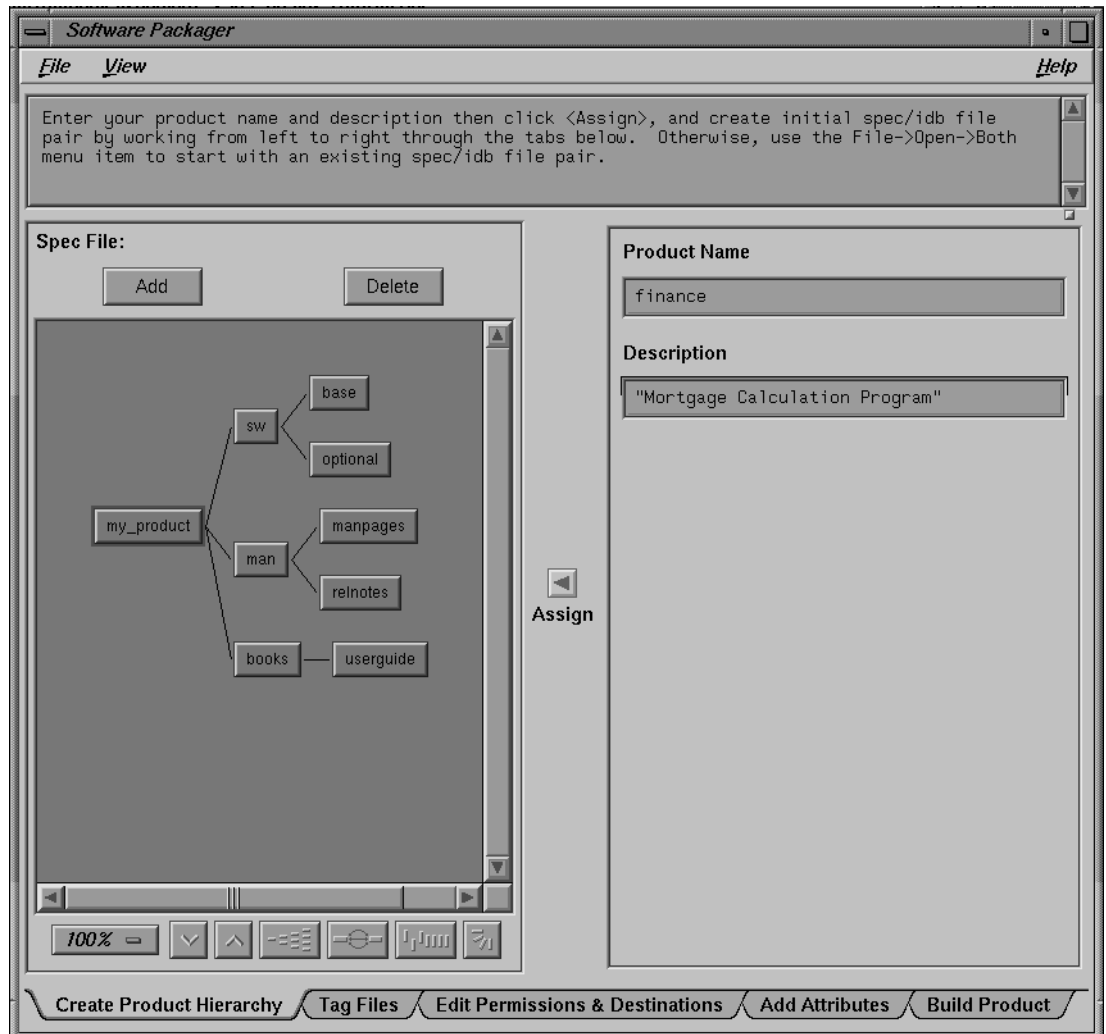 Software Packager
File View Help
Enter your product name and description then click <Assign>, and create initial spec/idb file
pair by working from left to right through the tabs below.  Otherwise, use the File->Open->Both
menu item to start with an existing spec/idb file pair.
Spec File:
Add Delete
base
sw
optional
my_product
manpages
man
relnotes
books userguide
100%
Assign
Product Name
finance
Description
"Mortgage Calculation Program"
Create Product Hierarchy Tag Files Edit Permissions & Destinations Add Attributes Build Product